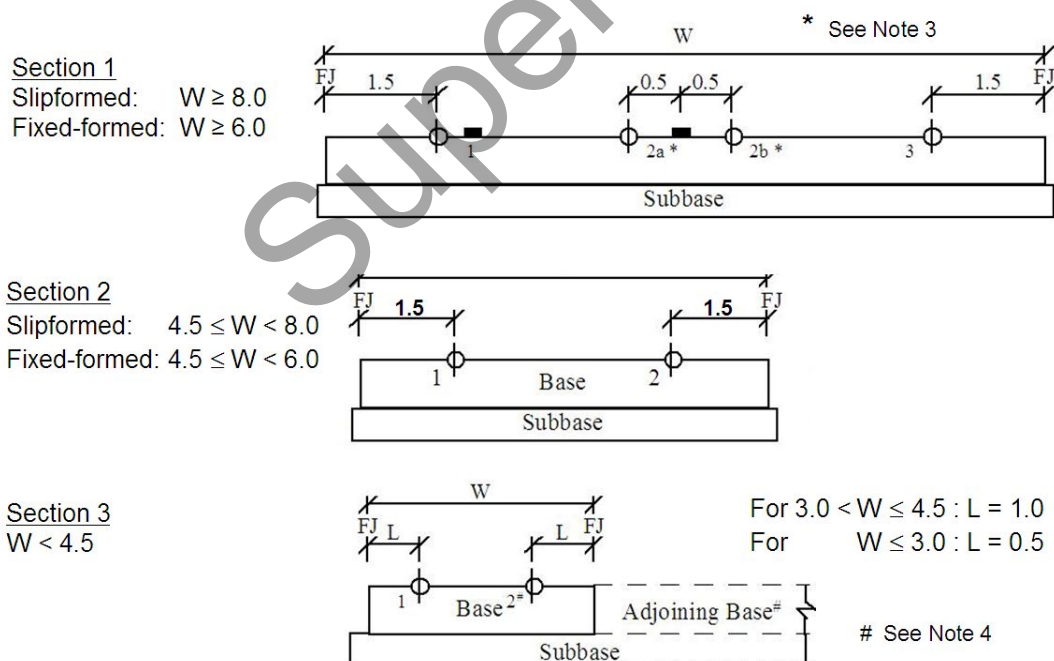 W
* See Note 3
Section 1
Slipformed: W ≥ 8.0
Fixed-formed: W ≥ 6.0
FJ
1.5
0.5
0.5
1.5
FJ
1
2a *
2b *
3
Subbase
Section 2
Slipformed: 4.5 ≤ W < 8.0
Fixed-formed: 4.5 ≤ W < 6.0
FJ
1.5
1.5
FJ
1
Base
2
Subbase
Section 3
W < 4.5
W
FJ
L
L
FJ
For 3.0 < W ≤ 4.5 : L = 1.0
For W ≤ 3.0 : L = 0.5
1
Base
2#
Adjoining Base#
# See Note 4
Subbase
Super